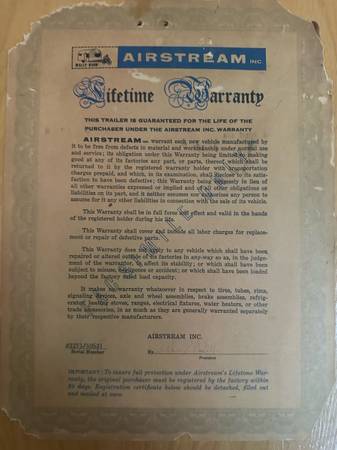 WALLY BYAM
AIRSTREAM INC.
Lifetime Warranty
THIS TRAILER IS GUARANTEED FOR THE LIFE OF THE
PURCHASER UNDER THE AIRSTREAM INC. WARRANTY
AIRSTREAM — warrant each new vehicle manufactured by
it to be free from defects in material and workmanship under normal use
and service; its obligation under this Warranty being limited to making
good at any of its factories any part, or parts, thereof, which shall be
returned to it by the registered warranty holder with transportation
charges prepaid, and which, in its examination, shall disclose to its satis-
faction to have been defective; this Warranty being expressly in lieu of
all other warranties expressed or implied and of all other obligations or
liabilities on its part, and it neither assumes nor authorizes any person to
assume for it any other liabilities in connection with the sale of its vehicle.
This Warranty shall be in full force and effect and valid in the hands
of the registered holder during his life.
This Warranty shall cover and include all labor charges for replace-
ment or repair of defective parts.
This Warranty does not apply to any vehicle which shall have been
repaired or altered outside of its factories in any-way so as, in the judge-
ment of the warrantor, to affect its stability; or which shall have been
subject to misuse, negligence or accident; or which shall have been loaded
beyond the factory rated load capacity.
It makes no warranty whatsoever in respect to tires, tubes, rims,
signaling devices, axle and wheel assemblies, brake assemblies, refrig-
erator, heating stoves, ranges, electrical fixtures, water heaters, or other
trade accessories, in as much as they are generally warranted separately
by their respective manufacturers.
AIRSTREAM INC.
Serial Number
By
President
IMPORTANT: To insure full protection under Airstream's Lifetime War-
ranty, the original purchaser must be registered by the factory within
30 days. Registration certificate below should be detached, filled out
and mailed at once.